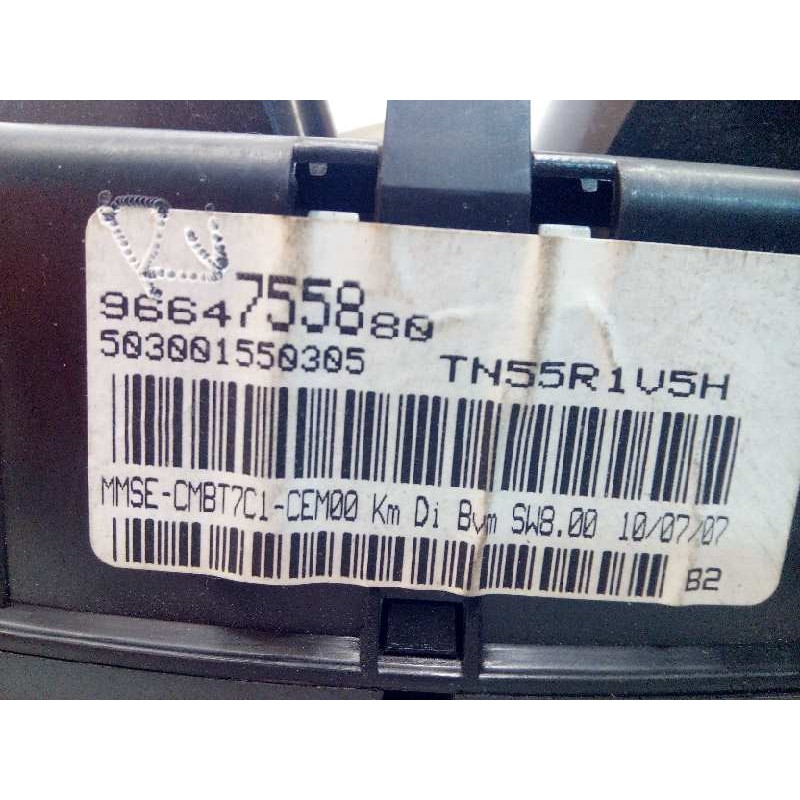 9664755880
503001550305 TN55R1V5H
MMSE-CMBT7C1-CEM00 Km Di Bvm SW8.00 10/07/07
B2